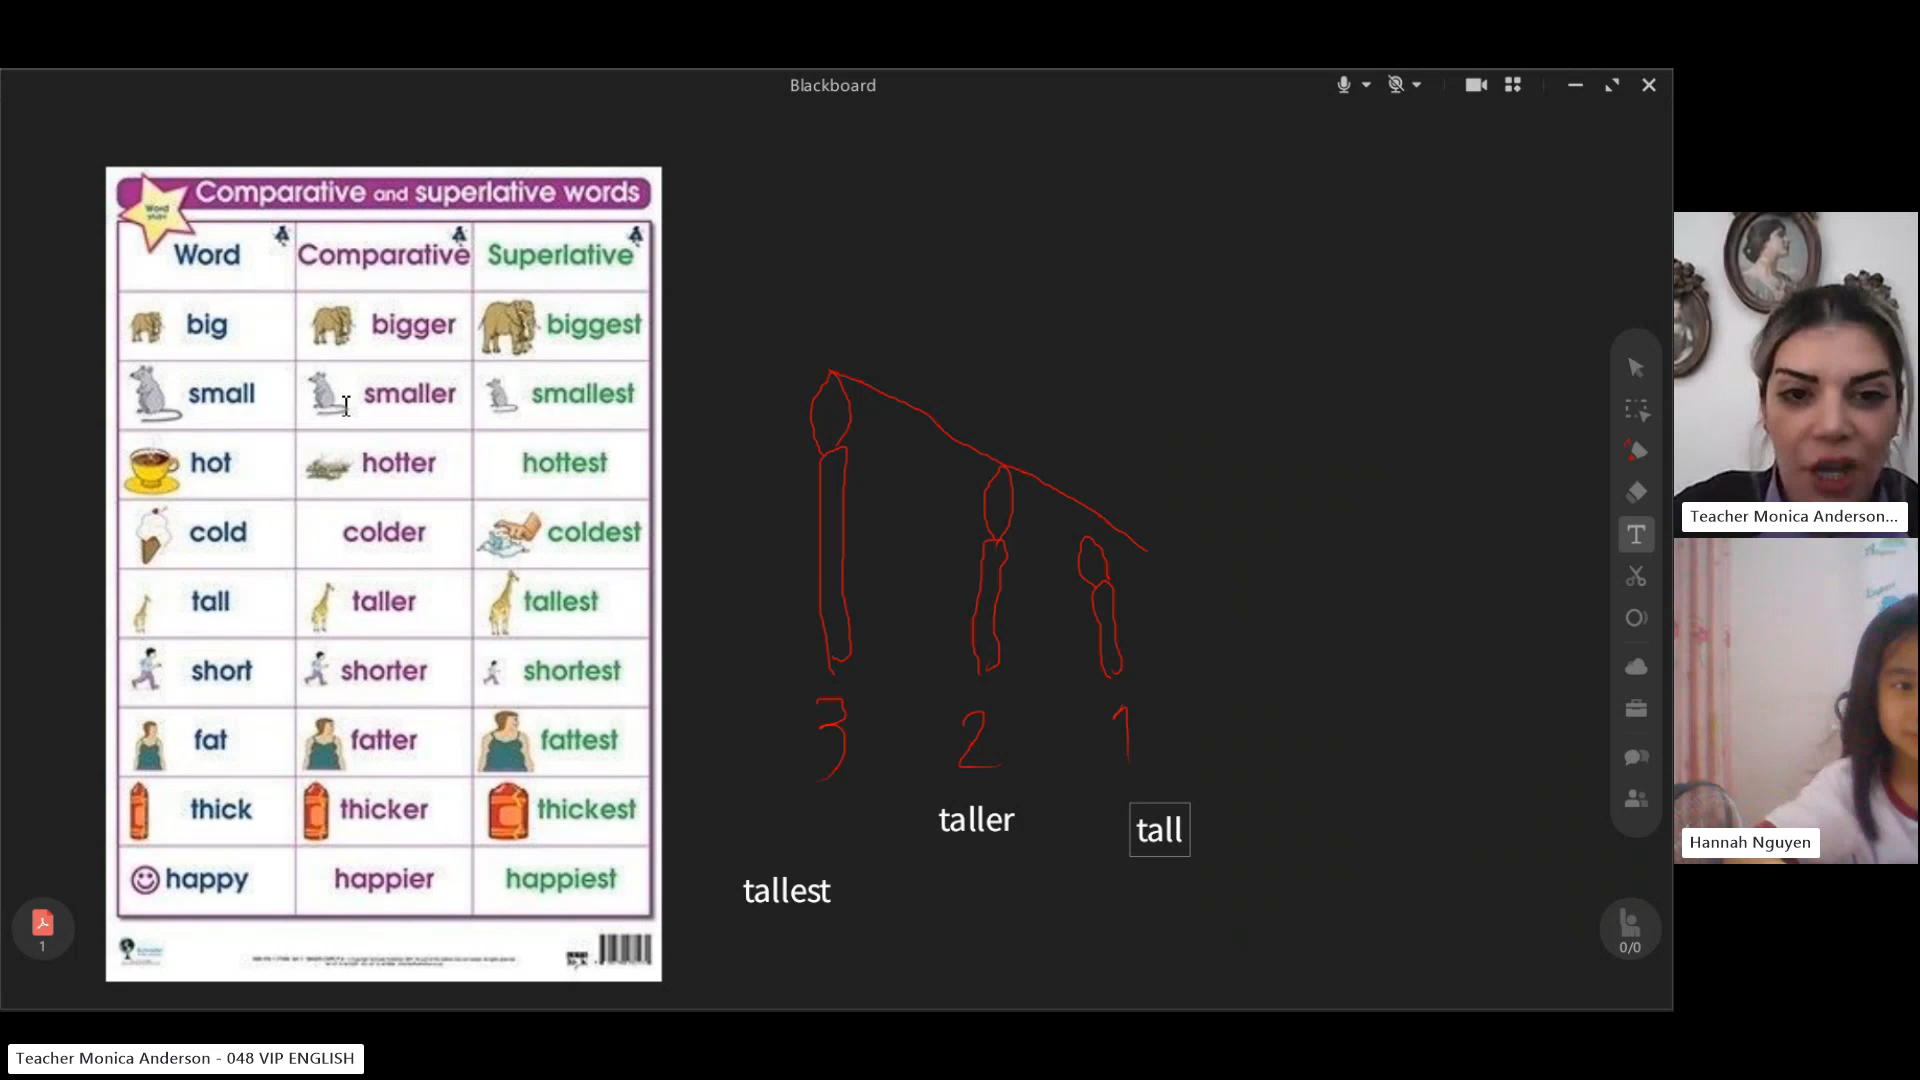 Blackboard
Comparative and superlative words
Word
Word Comparative Superlative
big bigger biggest
small smaller smallest
hot hotter hottest
cold colder coldest
tall taller tallest
short shorter shortest
fat fatter fattest
thick thicker thickest
happy happier happiest
3 2 1
taller tall
tallest
1
0/0
Teacher Monica Anderson...
Hannah Nguyen
Teacher Monica Anderson - 048 VIP ENGLISH